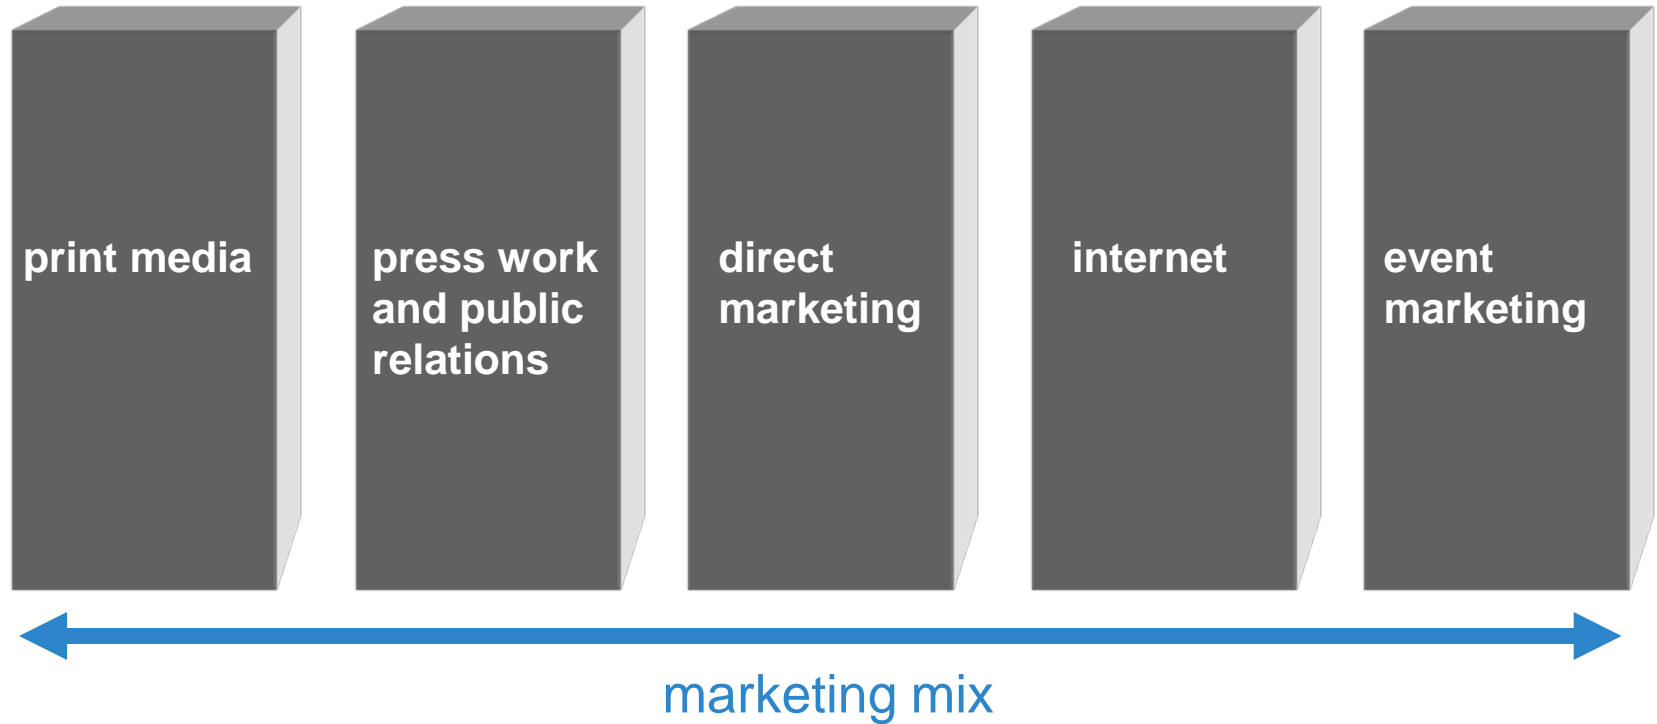 print media
press work
and public
relations
direct
marketing
internet
event
marketing
marketing mix